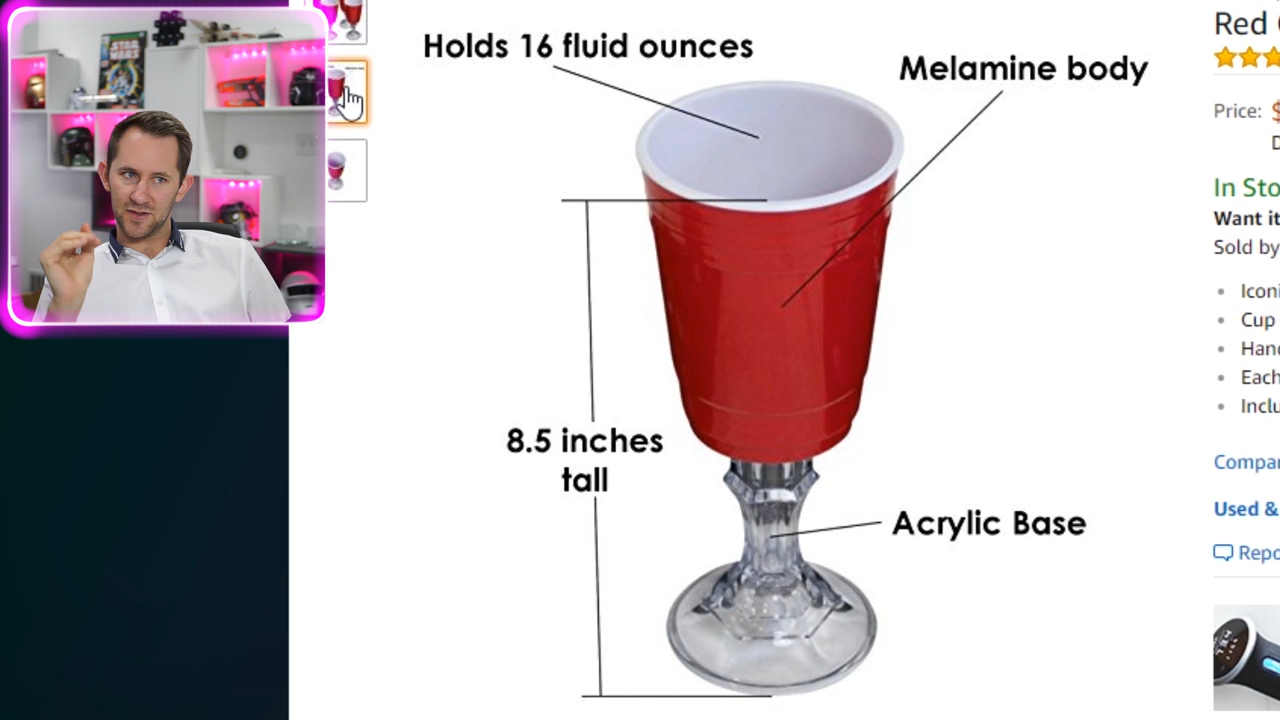 STAR WARS
Holds 16 fluid ounces
Melamine body
8.5 inches
tall
Acrylic Base
Red
Price: $
In Sto
Want it
Sold by
Iconi
Cup
Hand
Each
Inclu
Compar
Used &
Repo